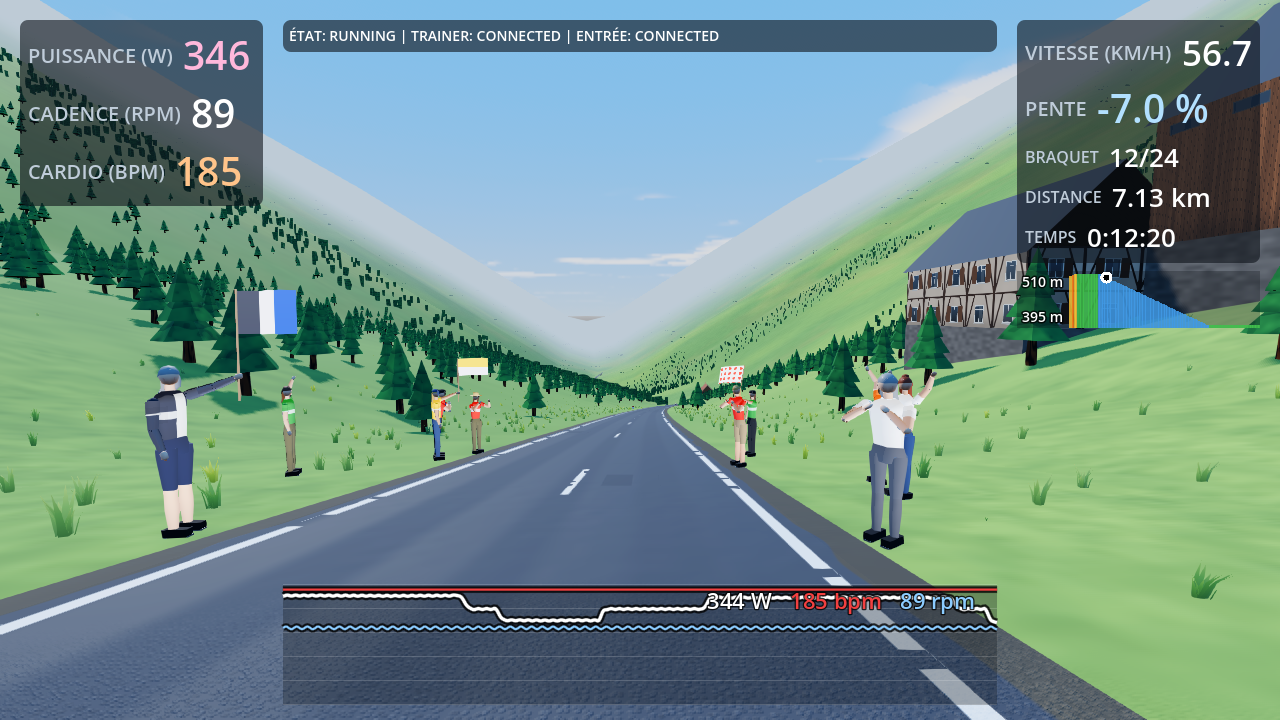 PUISSANCE (W) 346
CADENCE (RPM) 89
CARDIO (BPM) 185
ÉTAT: RUNNING | TRAINER: CONNECTED | ENTRÉE: CONNECTED
VITESSE (KM/H) 56.7
PENTE -7.0 %
BRAQUET 12/24
DISTANCE 7.13 km
TEMPS 0:12:20
510 m
395 m
344 W 185 bpm 89 rpm